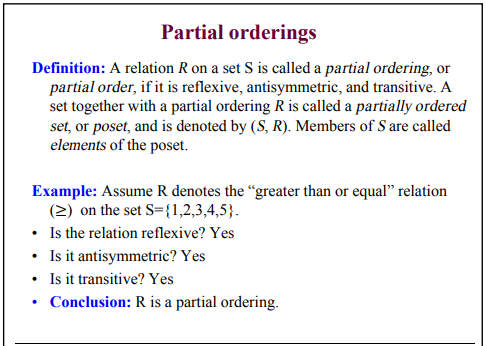 Partial orderings
Definition: A relation R on a set S is called a partial ordering, or
partial order, if it is reflexive, antisymmetric, and transitive. A
set together with a partial ordering R is called a partially ordered
set, or poset, and is denoted by (S, R). Members of S are called
elements of the poset.
Example: Assume R denotes the “greater than or equal” relation
(≥) on the set S={1,2,3,4,5}.
• Is the relation reflexive? Yes
• Is it antisymmetric? Yes
• Is it transitive? Yes
• Conclusion: R is a partial ordering.